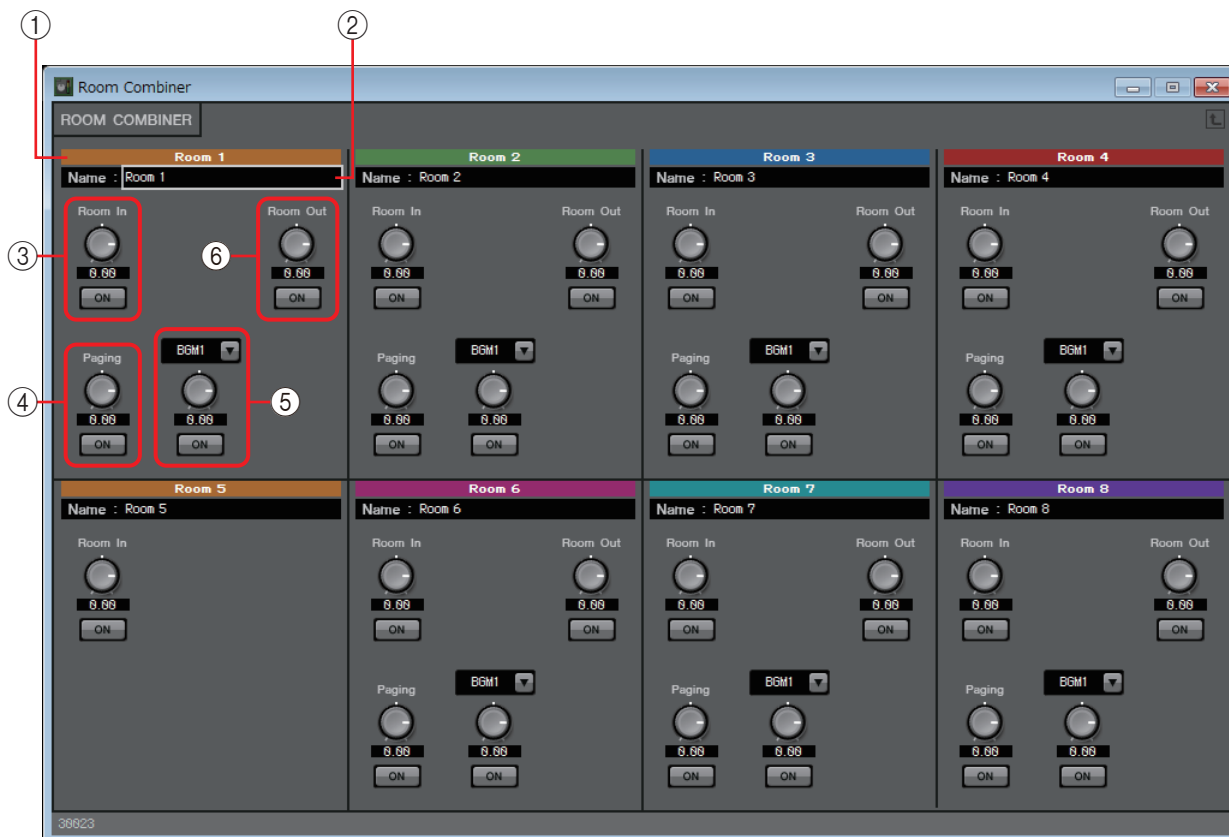 ① ②
Room Combiner
ROOM COMBINER
Room 1 Room 2 Room 3 Room 4
Name : Room 1 Name : Room 2 Name : Room 3 Name : Room 4
Room In Room Out Room In Room Out Room In Room Out Room In Room Out
③ ⑥
0.00 0.00 0.00 0.00 0.00 0.00 0.00 0.00
ON ON ON ON ON ON ON ON
Paging BGM1 Paging BGM1 Paging BGM1 Paging BGM1
④ ⑤
0.00 0.00 0.00 0.00 0.00 0.00 0.00 0.00
ON ON ON ON ON ON ON ON
Room 5 Room 6 Room 7 Room 8
Name : Room 5 Name : Room 6 Name : Room 7 Name : Room 8
Room In Room In Room Out Room In Room Out Room In Room Out
0.00 0.00 0.00 0.00 0.00 0.00 0.00
ON ON ON ON ON ON ON
Paging BGM1 Paging BGM1 Paging BGM1
0.00 0.00 0.00 0.00 0.00 0.00
ON ON ON ON ON ON
30023